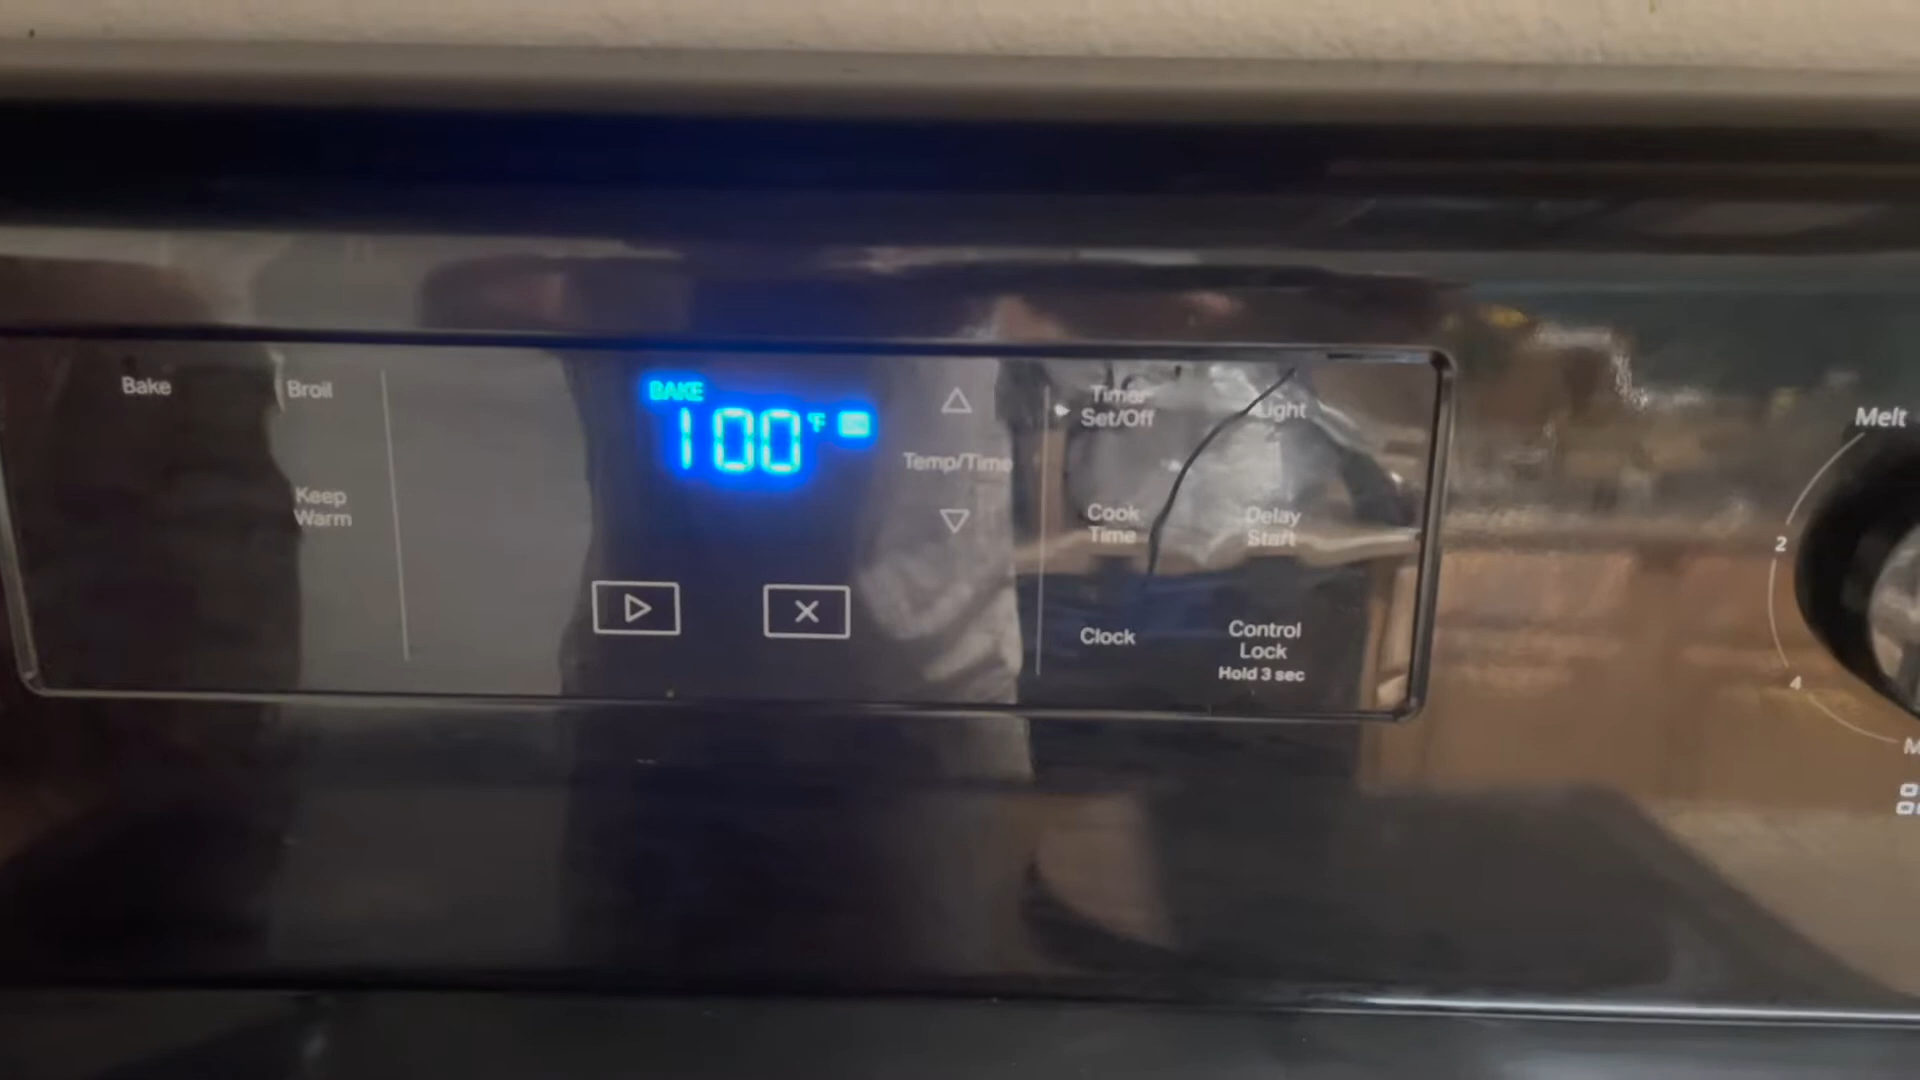 Bake
Broil
Keep
Warm
BAKE
100°F
Temp/Time
Timer
Set/Off
Light
Cook
Time
Delay
Start
Clock
Control
Lock
Hold 3 sec
Melt
2
4